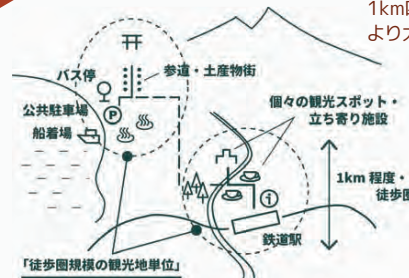 1km
より大
バス停
参道・土産物街
公共駐車場
P
船着場
個々の観光スポット・
立ち寄り施設
i
1km 程度・
徒歩圏
鉄道駅
「徒歩圏規模の観光地単位」